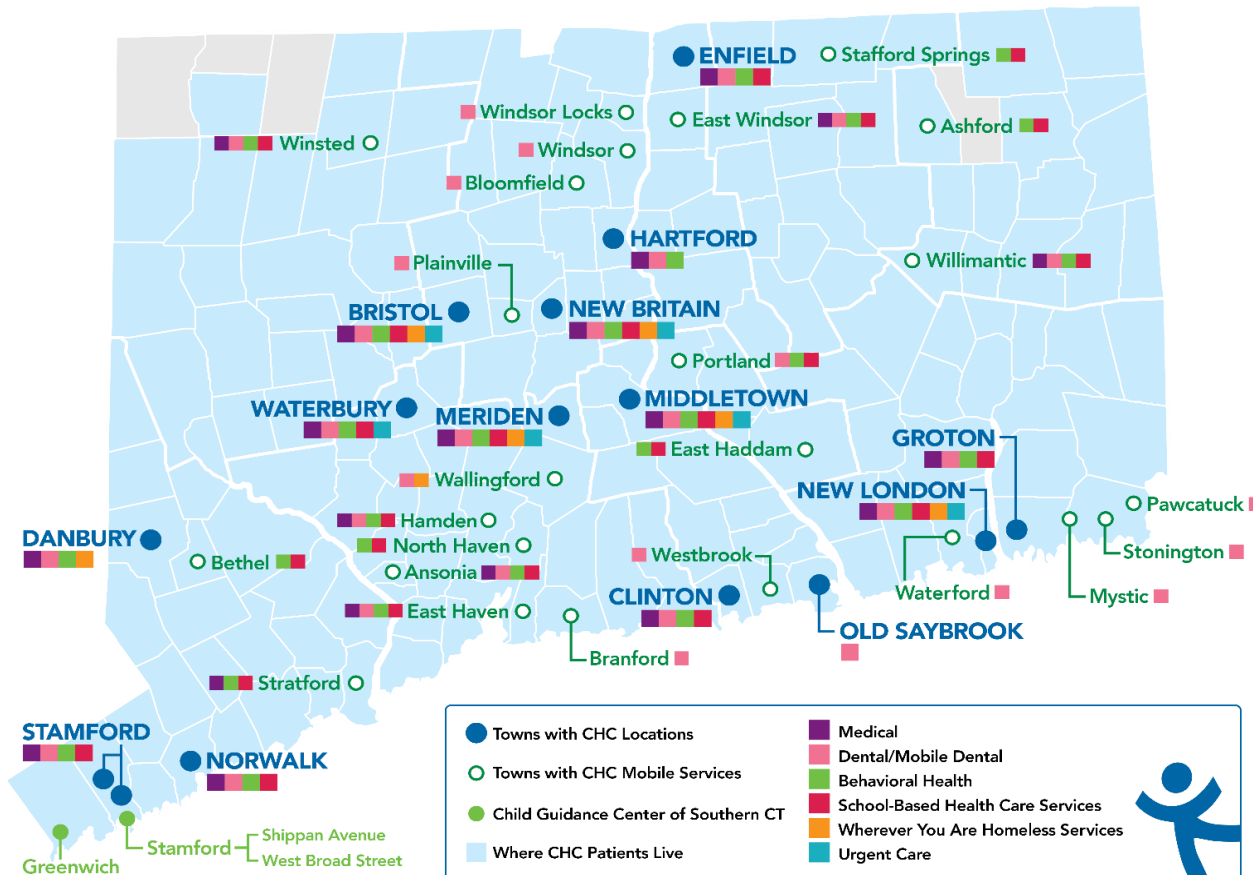 ENFIELD
Stafford Springs
Windsor Locks
East Windsor
Ashford
Winsted
Windsor
Bloomfield
HARTFORD
Plainville
Willimantic
BRISTOL
NEW BRITAIN
Portland
WATERBURY
MERIDEN
MIDDLETOWN
GROTON
East Haddam
Wallingford
NEW LONDON
Pawcatuck
Hamden
DANBURY
North Haven
Stonington
Bethel
Westbrook
Ansonia
Waterford
Mystic
East Haven
CLINTON
OLD SAYBROOK
Branford
Stratford
STAMFORD
NORWALK
Greenwich
Stamford
Shippan Avenue
West Broad Street
Towns with CHC Locations
Towns with CHC Mobile Services
Child Guidance Center of Southern CT
Where CHC Patients Live
Medical
Dental/Mobile Dental
Behavioral Health
School-Based Health Care Services
Wherever You Are Homeless Services
Urgent Care